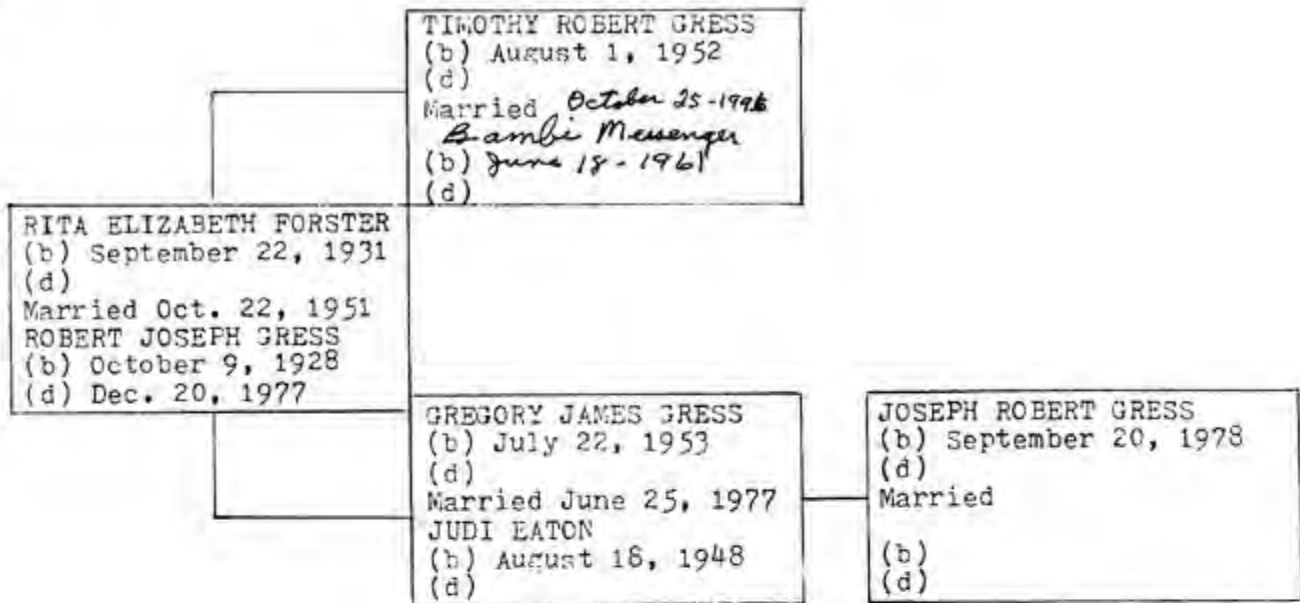 TIMOTHY ROBERT GRESS
(b) August 1, 1952
(d)
Married October 25-1996
Bambi Messenger
(b) June 18-1961
(d)
RITA ELIZABETH FORSTER
(b) September 22, 1931
(d)
Married Oct. 22, 1951
ROBERT JOSEPH GRESS
(b) October 9, 1928
(d) Dec. 20, 1977
GREGORY JAMES GRESS
(b) July 22, 1953
(d)
Married June 25, 1977
JUDI EATON
(b) August 18, 1948
(d)
JOSEPH ROBERT GRESS
(b) September 20, 1978
(d)
Married
(b)
(d)